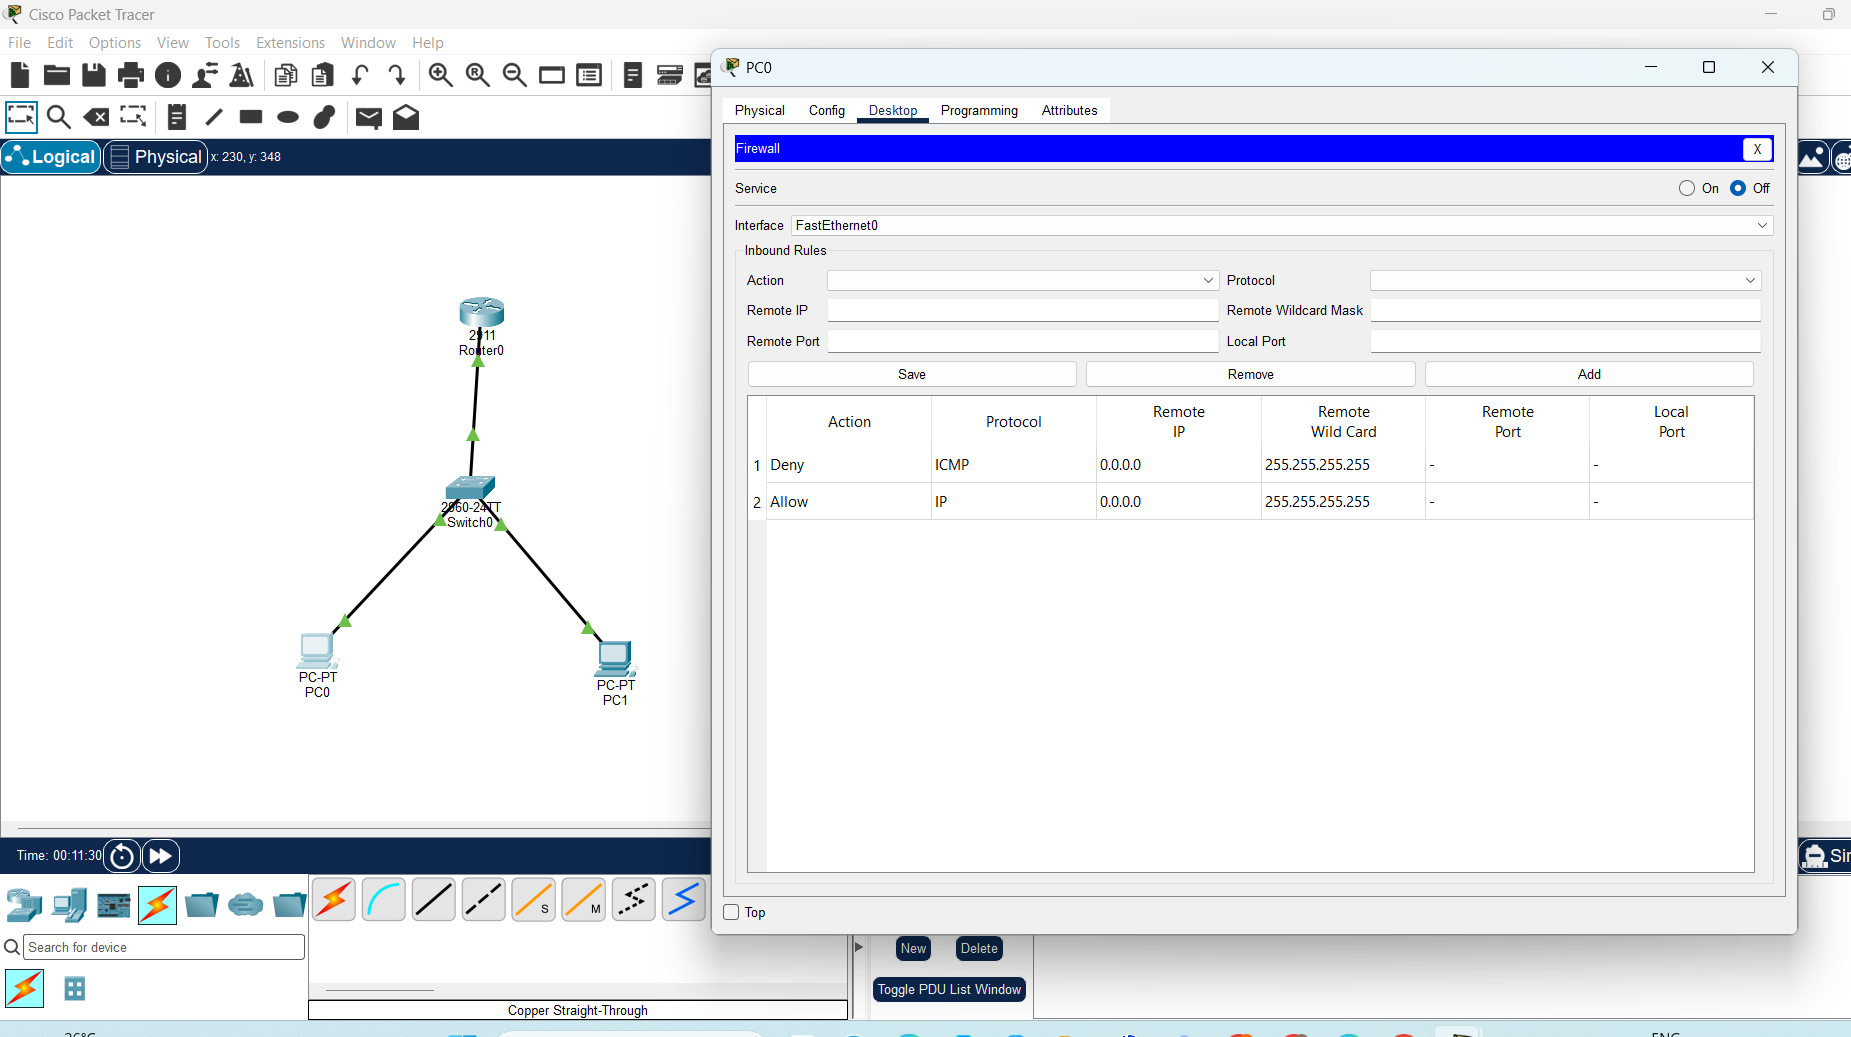 Cisco Packet Tracer
File Edit Options View Tools Extensions Window Help
Logical Physical x: 230, y: 348
2911
Router0
2960-24TT
Switch0
PC-PT
PC0
PC-PT
PC1
PC0
Physical Config Desktop Programming Attributes
Firewall X
Service On Off
Interface FastEthernet0
Inbound Rules
Action Protocol
Remote IP Remote Wildcard Mask
Remote Port Local Port
Save Remove Add
Action Protocol Remote IP Remote Wild Card Remote Port Local Port
1 Deny ICMP 0.0.0.0 255.255.255.255 - -
2 Allow IP 0.0.0.0 255.255.255.255 - -
Top
Time: 00:11:30
S M
Search for device
New Delete
Toggle PDU List Window
Copper Straight-Through